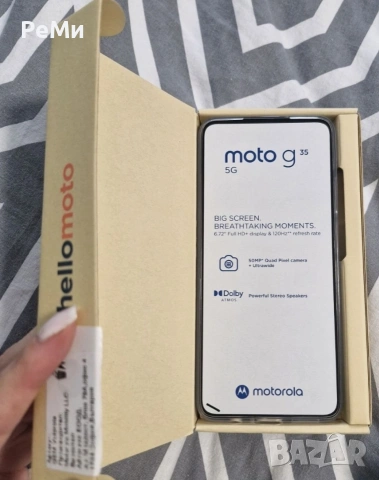 РеМи
hellomoto
moto g 35
5G
BIG SCREEN.
BREATHTAKING MOMENTS.
6.72" Full HD+ display & 120Hz** refresh rate
50MP* Quad Pixel camera
+ Ultrawide
Dolby
ATMOS
Powerful Stereo Speakers
motorola
BAZAR